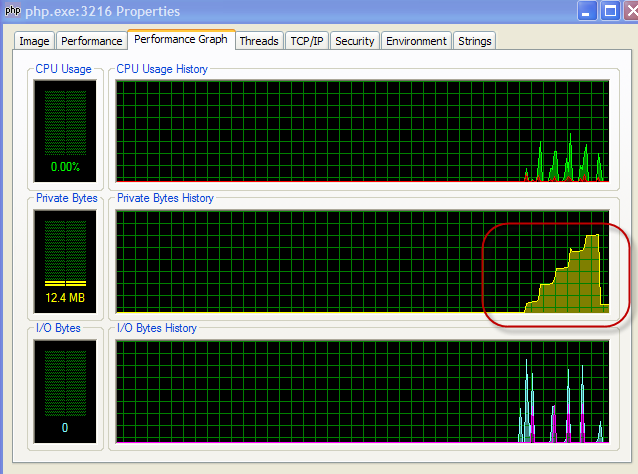 php php.exe:3216 Properties
Image Performance Performance Graph Threads TCP/IP Security Environment Strings
CPU Usage CPU Usage History
0.00%
Private Bytes Private Bytes History
12.4 MB
I/O Bytes I/O Bytes History
0